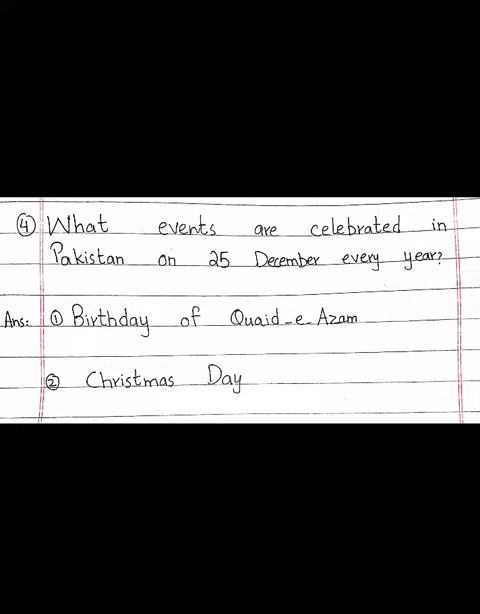 ④ What events are celebrated in
Pakistan on 25 December every year?
Ans: ① Birthday of Quaid-e-Azam
② Christmas Day